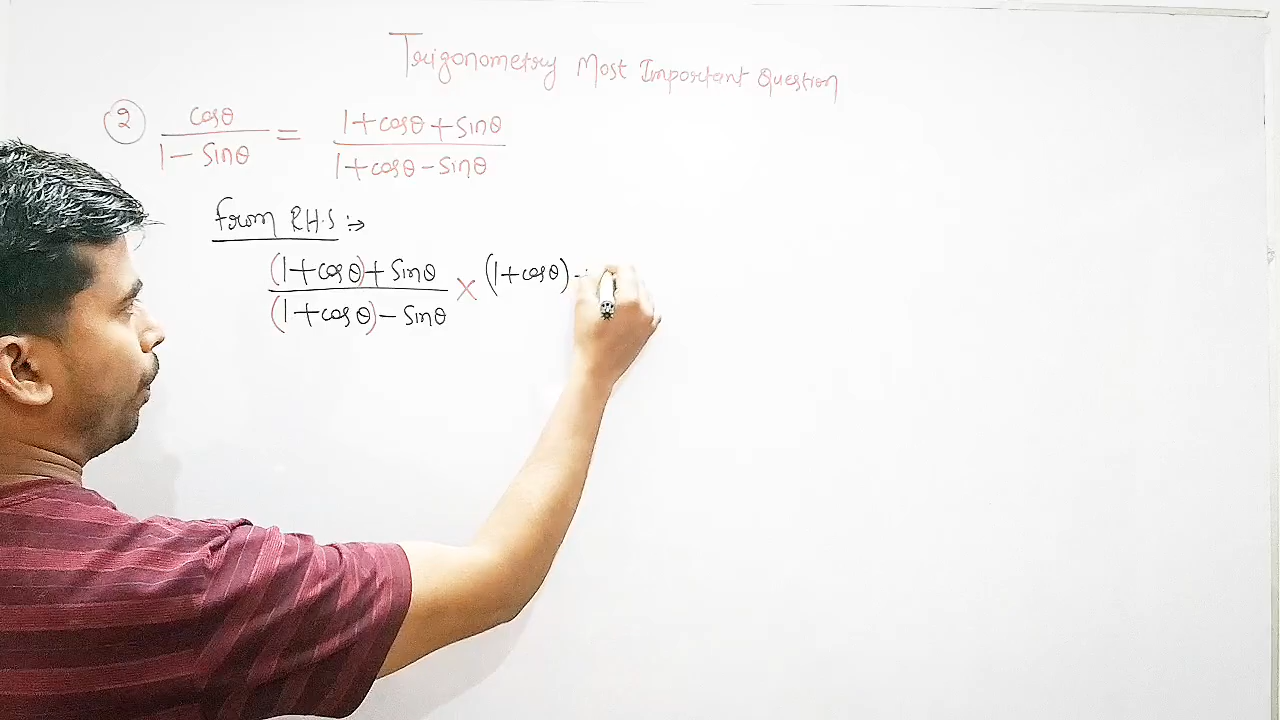 Trigonometry Most Important Question
2 cosθ / 1 - sinθ = 1+cosθ+sinθ / 1+cosθ-sinθ
from R.H.S :→
(1+cosθ)+sinθ / (1+cosθ)-sinθ × (1+cosθ) -